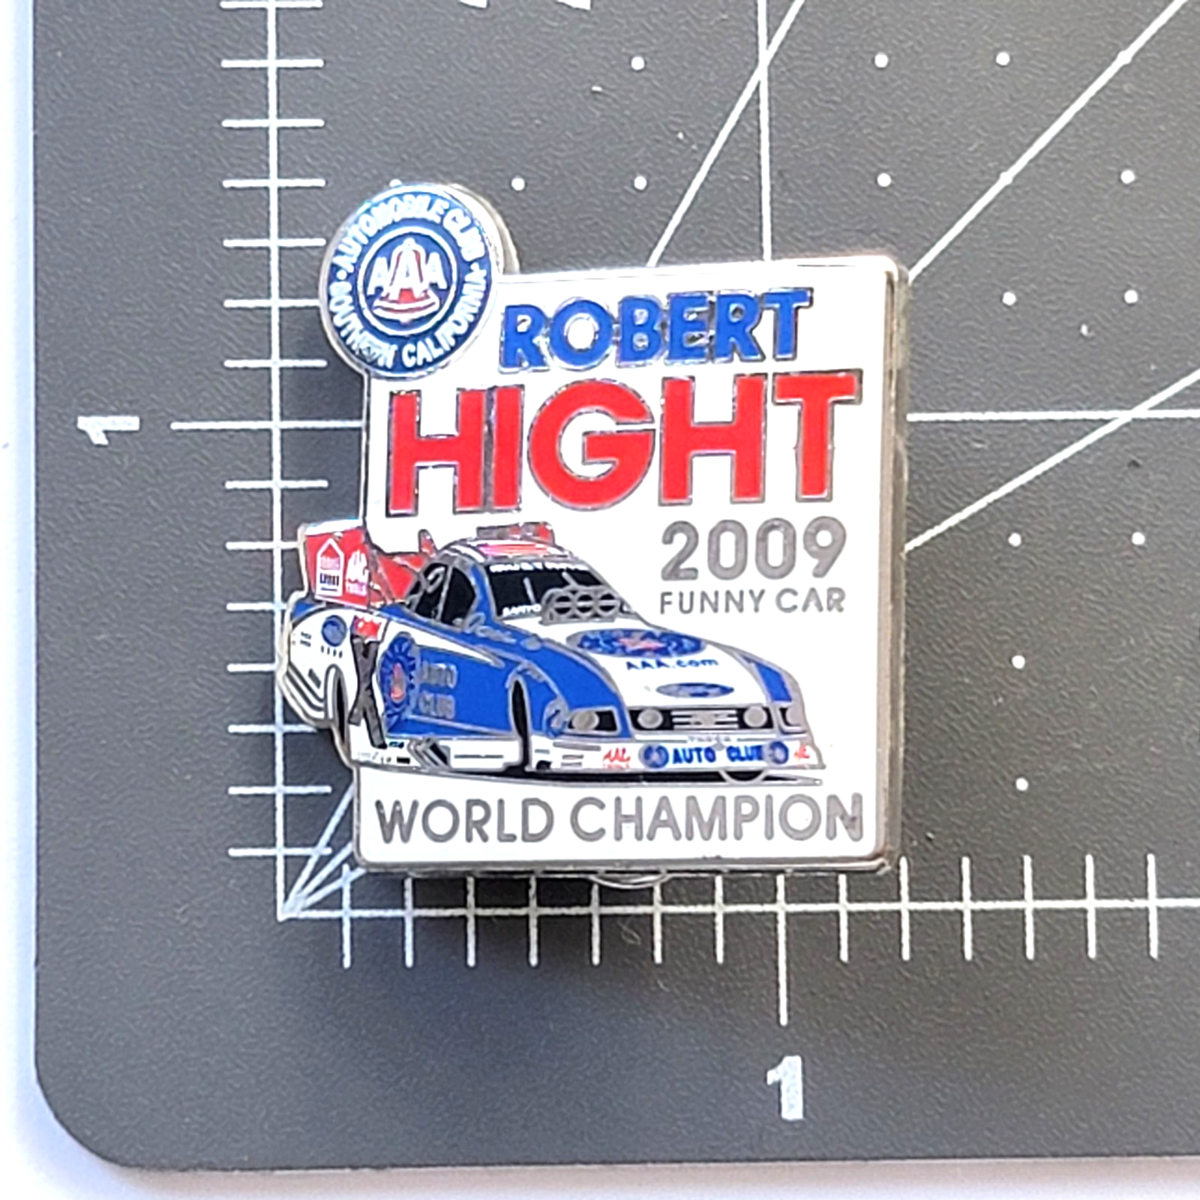 AUTOMOBILE CLUB
SOUTHERN CALIFORNIA
AAA
ROBERT
HIGHT
2009
FUNNY CAR
1
AAA.com
AUTO
CLUB
AUTO CLUB
WORLD CHAMPION
1